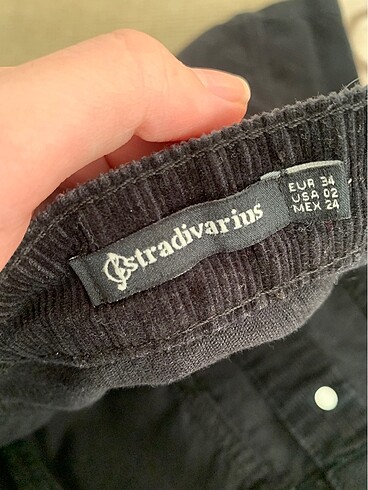 stradivarius
EUR 34
USA 02
MEX 24